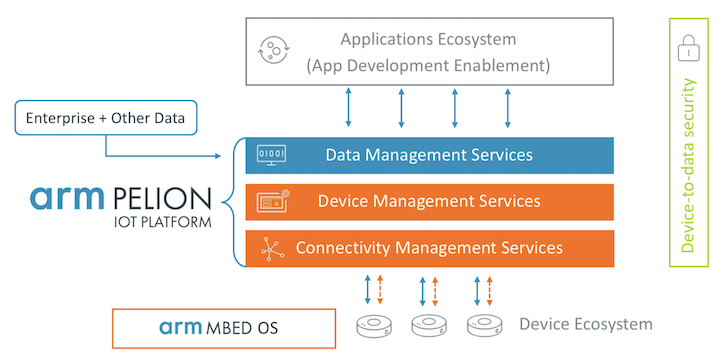 Applications Ecosystem
(App Development Enablement)
Enterprise + Other Data
01001
Data Management Services
arm PELION
IOT PLATFORM
Device Management Services
Connectivity Management Services
Device-to-data security
arm MBED OS
Device Ecosystem